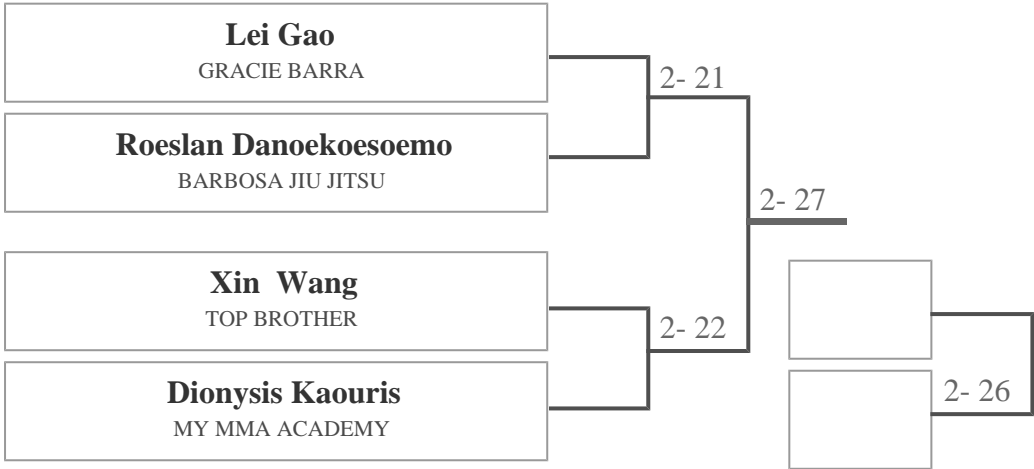 Lei Gao
GRACIE BARRA
2- 21
Roeslan Danoekoesoemo
BARBOSA JIU JITSU
2- 27
Xin  Wang
TOP BROTHER
2- 22
Dionysis Kaouris
MY MMA ACADEMY
2- 26